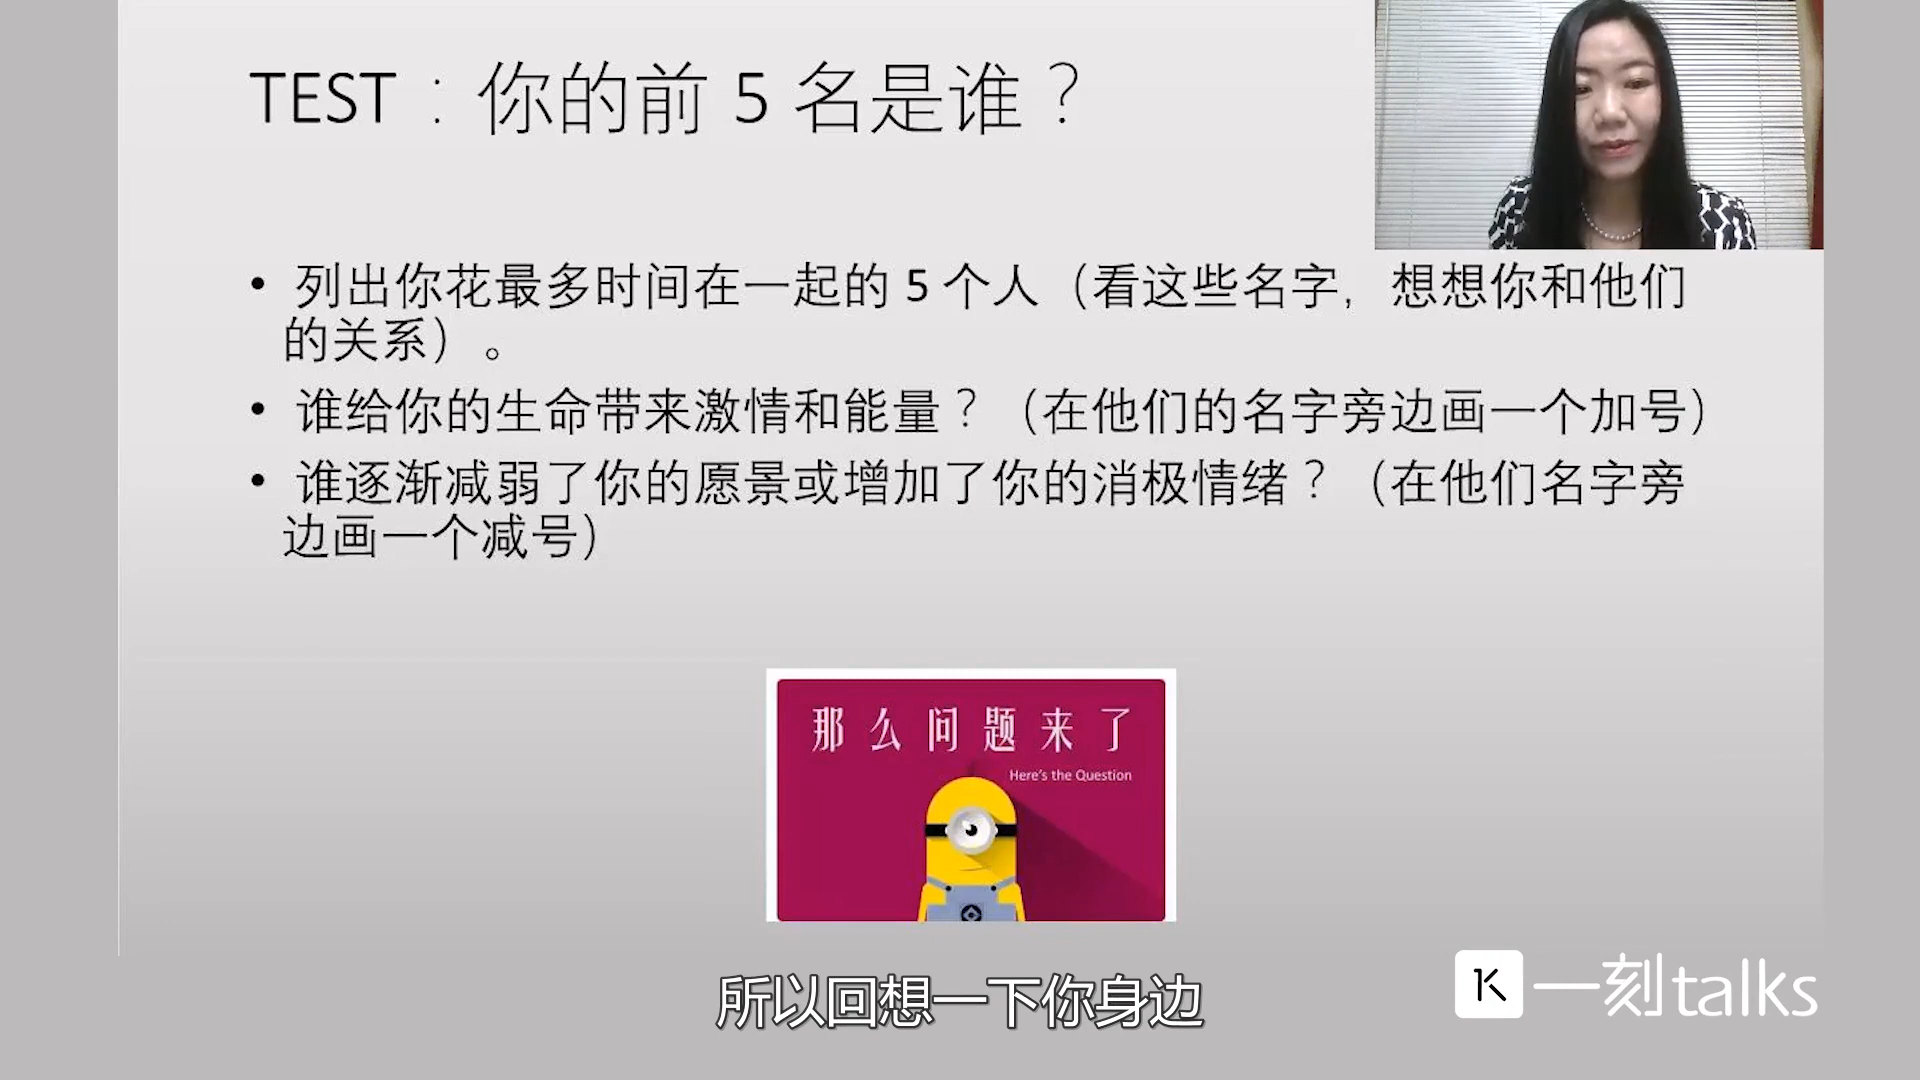 TEST：你的前 5 名是谁？
• 列出你花最多时间在一起的 5 个人（看这些名字，想想你和他们
的关系）。
• 谁给你的生命带来激情和能量？（在他们的名字旁边画一个加号）
• 谁逐渐减弱了你的愿景或增加了你的消极情绪？（在他们名字旁
边画一个减号）
那么问题来了
Here's the Question
所以回想一下你身边
K 一刻talks